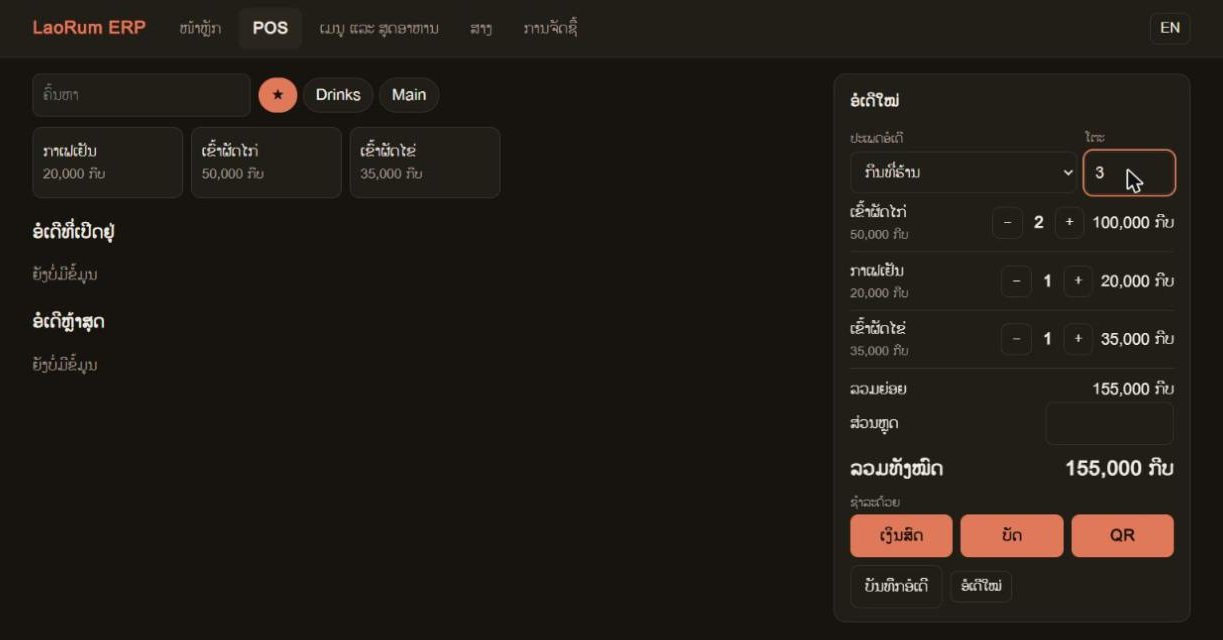 LaoRum ERP ໜ້າຫຼັກ POS ເມນູ ແລະ ສູດອາຫານ ສາງ ການຈັດຊື້ EN
ຄົ້ນຫາ ★ Drinks Main
ກາເຟເຢັນ
20,000 ກີບ
ເຂົ້າຜັດໄກ່
50,000 ກີບ
ເຂົ້າຜັດໄຂ່
35,000 ກີບ
ອໍເດີທີ່ເປີດຢູ່
ຍັງບໍ່ມີຂໍ້ມູນ
ອໍເດີຫຼ້າສຸດ
ຍັງບໍ່ມີຂໍ້ມູນ
ອໍເດີໃໝ່
ປະເພດອໍເດີ ໂຕະ
ກິນທີ່ຮ້ານ 3
ເຂົ້າຜັດໄກ່
50,000 ກີບ
− 2 + 100,000 ກີບ
ກາເຟເຢັນ
20,000 ກີບ
− 1 + 20,000 ກີບ
ເຂົ້າຜັດໄຂ່
35,000 ກີບ
− 1 + 35,000 ກີບ
ລວມຍ່ອຍ 155,000 ກີບ
ສ່ວນຫຼຸດ
ລວມທັງໝົດ 155,000 ກີບ
ຊຳລະດ້ວຍ
ເງິນສົດ ບັດ QR
ບັນທຶກອໍເດີ ອໍເດີໃໝ່